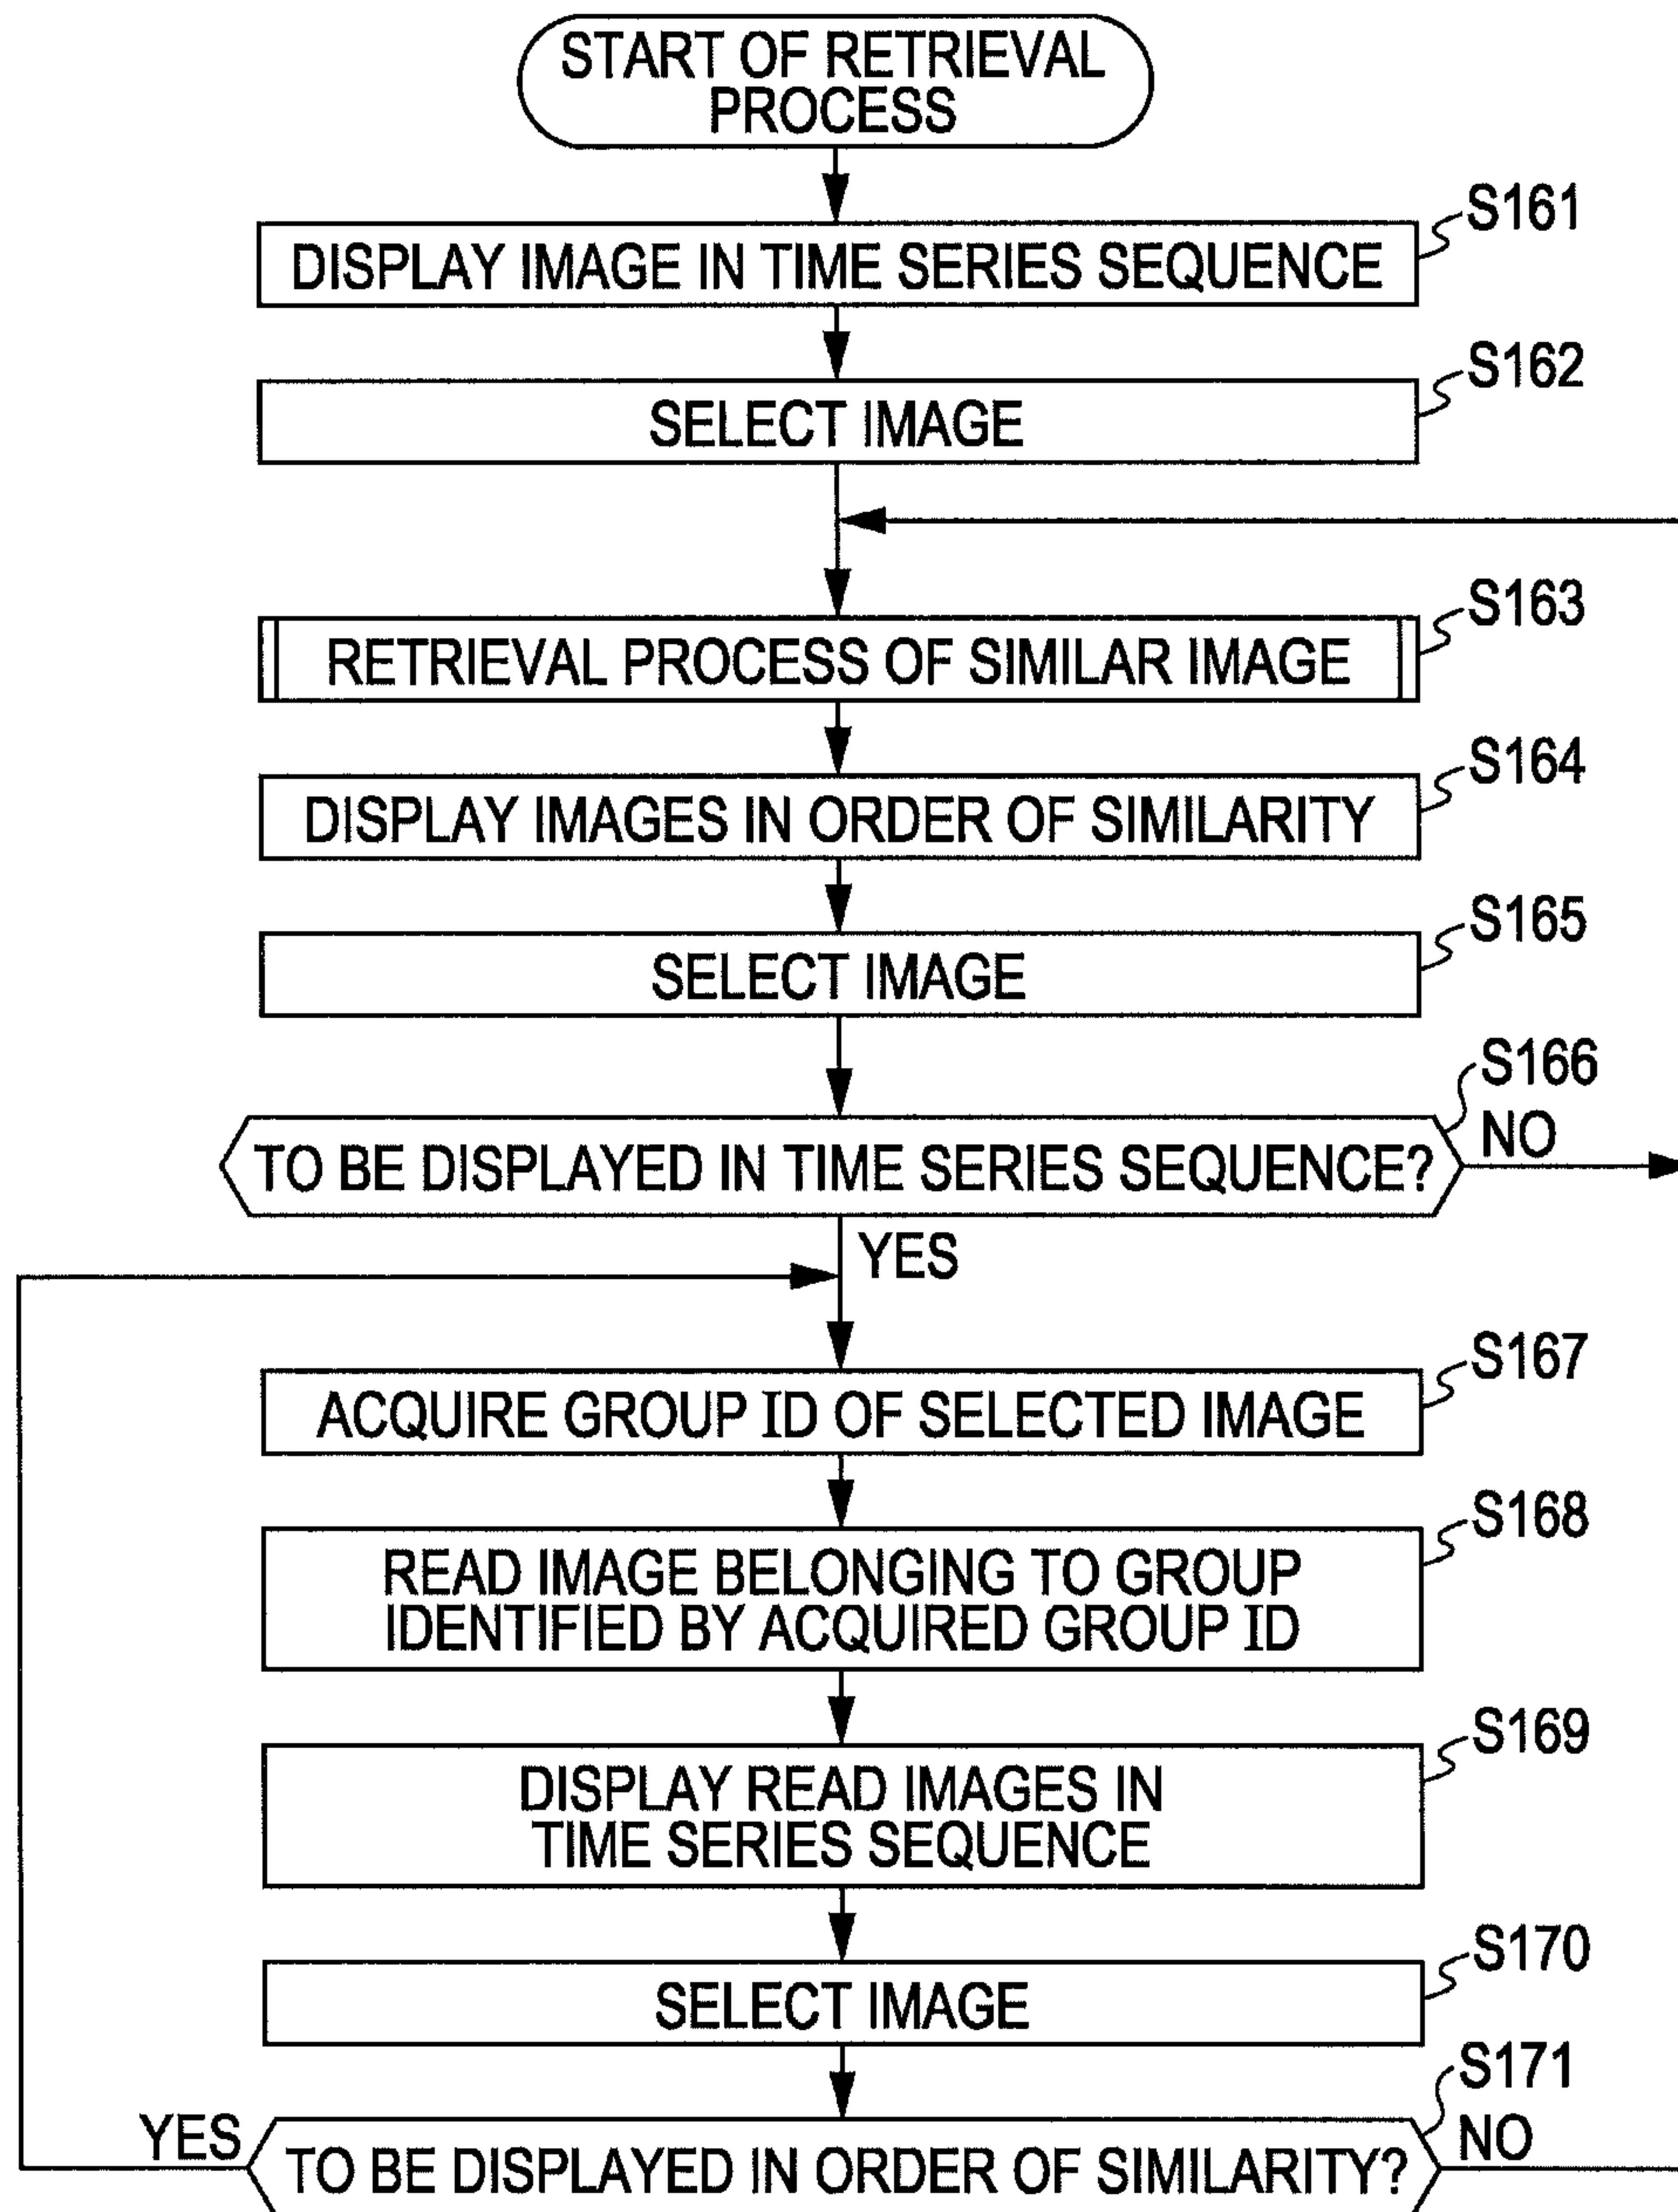 START OF RETRIEVAL
PROCESS
S161
DISPLAY IMAGE IN TIME SERIES SEQUENCE
S162
SELECT IMAGE
S163
RETRIEVAL PROCESS OF SIMILAR IMAGE
S164
DISPLAY IMAGES IN ORDER OF SIMILARITY
S165
SELECT IMAGE
S166
NO
TO BE DISPLAYED IN TIME SERIES SEQUENCE?
YES
S167
ACQUIRE GROUP ID OF SELECTED IMAGE
S168
READ IMAGE BELONGING TO GROUP
IDENTIFIED BY ACQUIRED GROUP ID
S169
DISPLAY READ IMAGES IN
TIME SERIES SEQUENCE
S170
SELECT IMAGE
S171
YES
NO
TO BE DISPLAYED IN ORDER OF SIMILARITY?